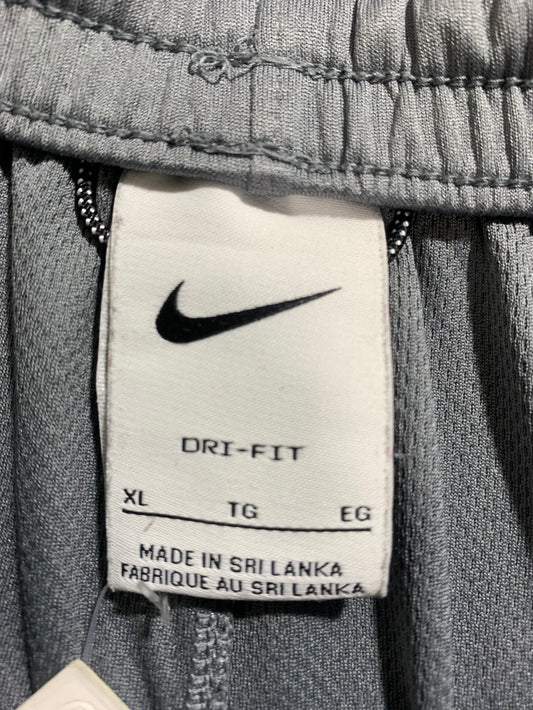 DRI-FIT
XL TG EG
MADE IN SRI LANKA
FABRIQUE AU SRI LANKA